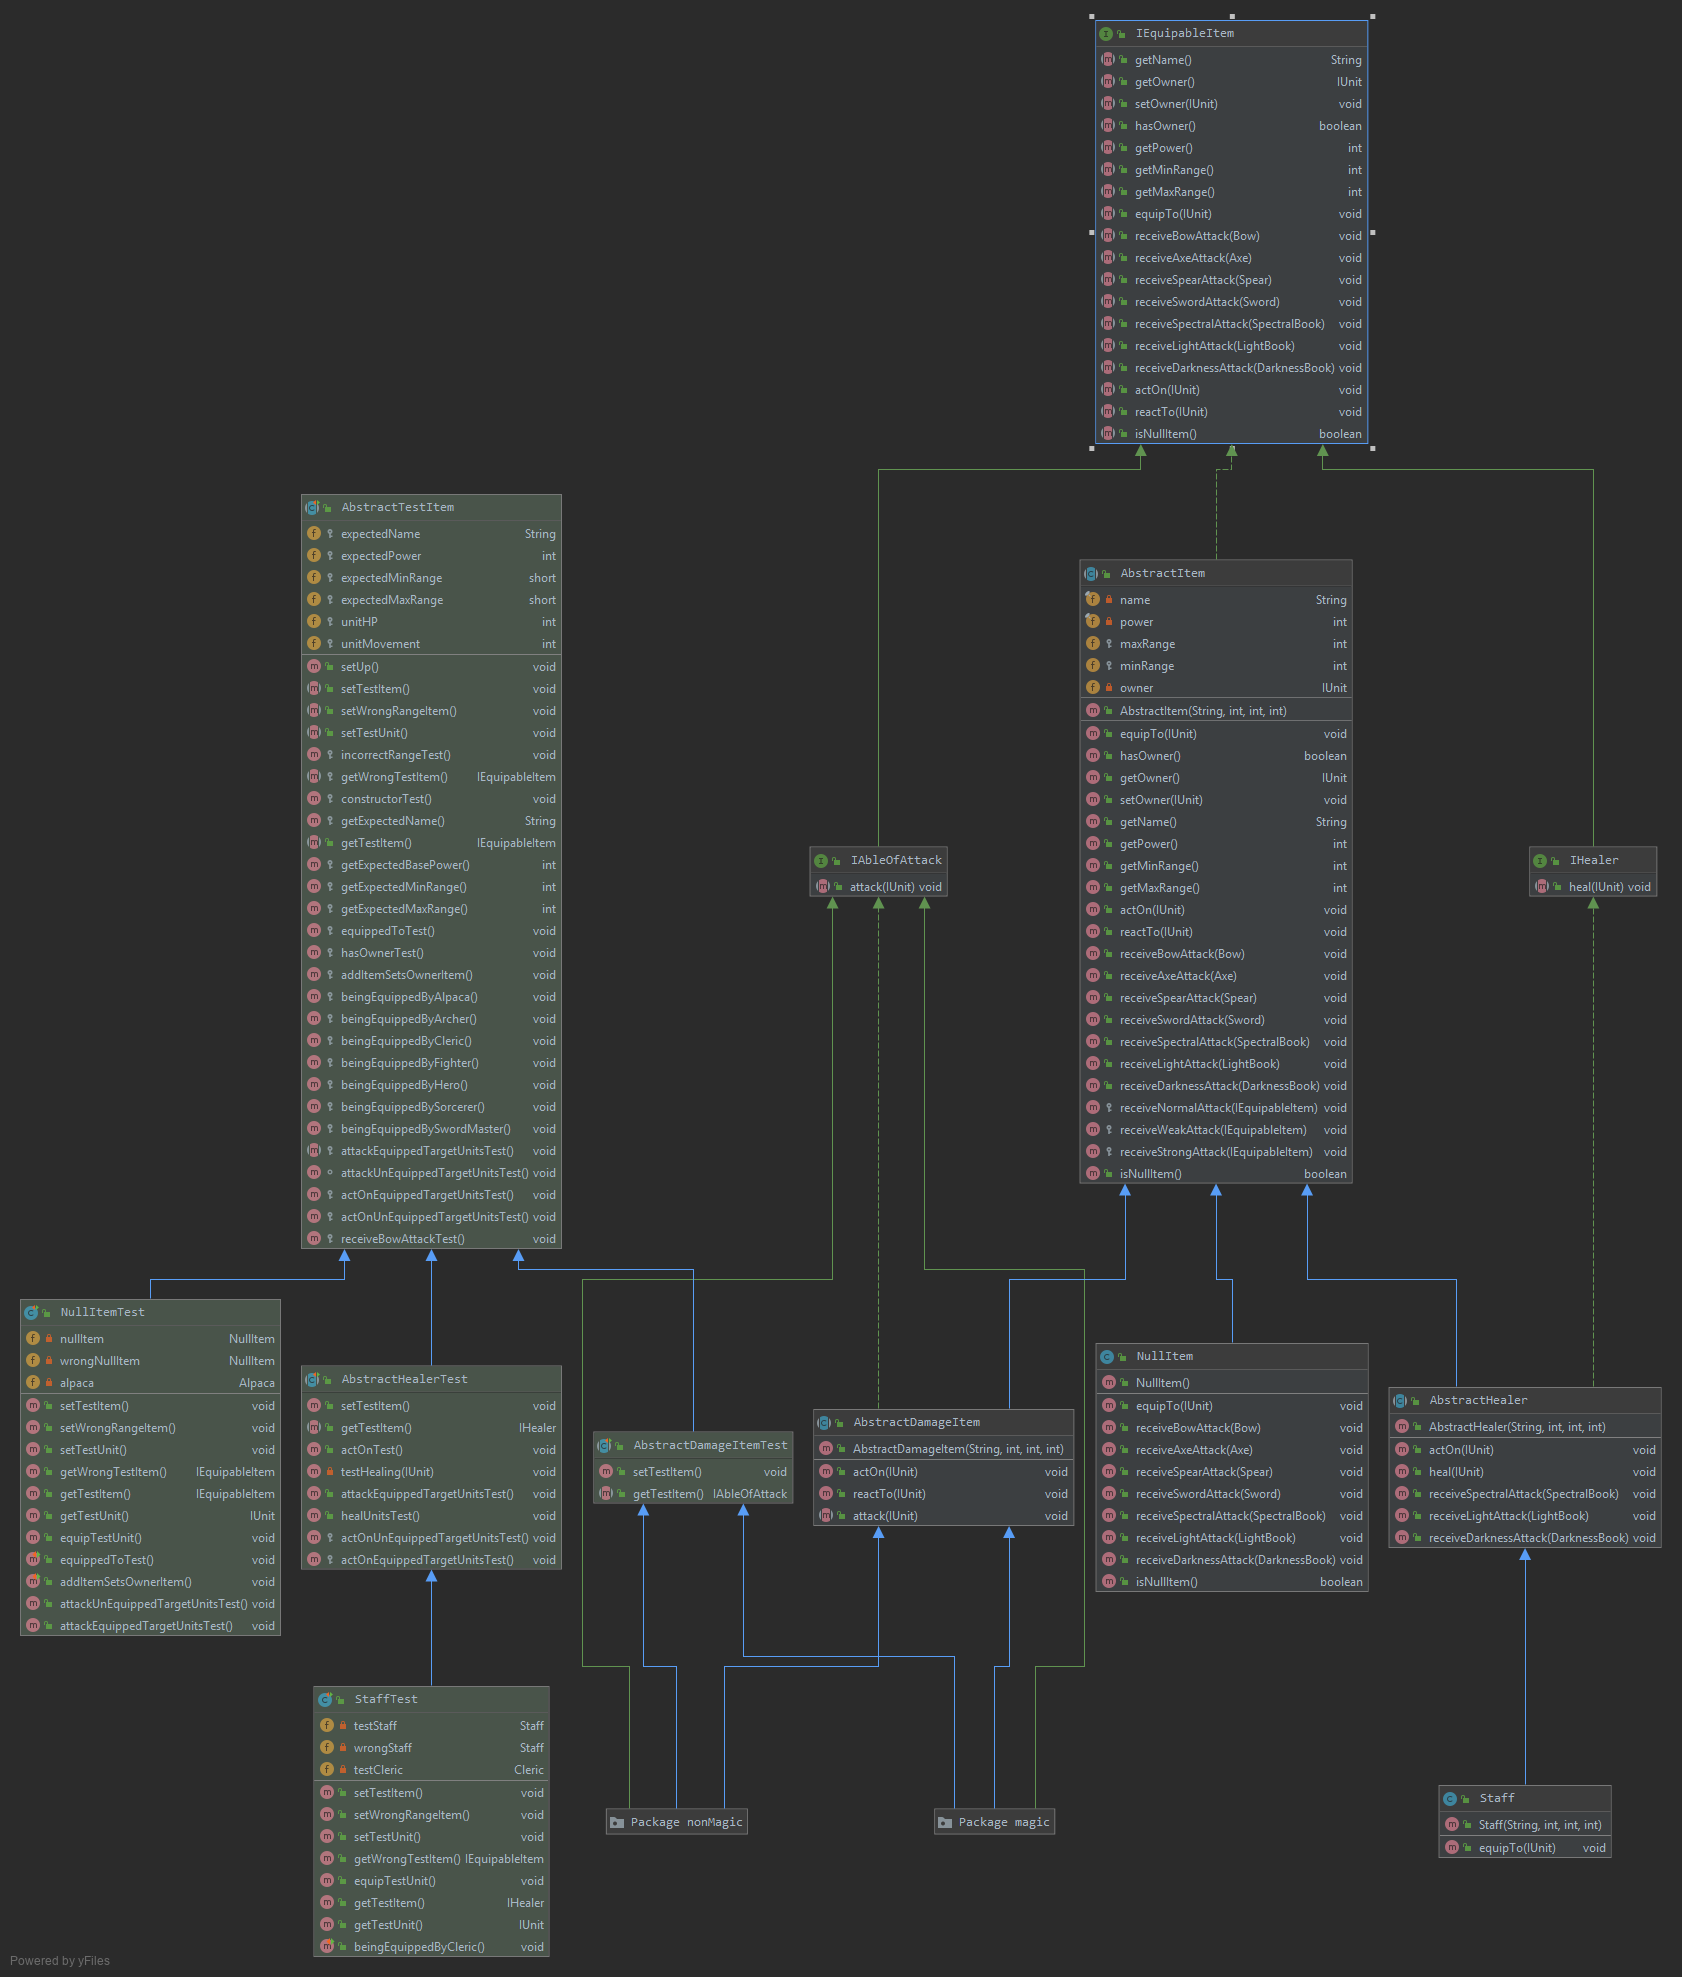 IEquipableItem
getName() String
getOwner() IUnit
setOwner(IUnit) void
hasOwner() boolean
getPower() int
getMinRange() int
getMaxRange() int
equipTo(IUnit) void
receiveBowAttack(Bow) void
receiveAxeAttack(Axe) void
receiveSpearAttack(Spear) void
receiveSwordAttack(Sword) void
receiveSpectralAttack(SpectralBook) void
receiveLightAttack(LightBook) void
receiveDarknessAttack(DarknessBook) void
actOn(IUnit) void
reactTo(IUnit) void
isNullItem() boolean
AbstractTestItem
expectedName String
expectedPower int
expectedMinRange short
expectedMaxRange short
unitHP int
unitMovement int
setUp() void
setTestItem() void
setWrongRangeItem() void
setTestUnit() void
incorrectRangeTest() void
getWrongTestItem() IEquipableItem
constructorTest() void
getExpectedName() String
getTestItem() IEquipableItem
getExpectedBasePower() int
getExpectedMinRange() int
getExpectedMaxRange() int
equippedToTest() void
hasOwnerTest() void
addItemSetsOwnerItem() void
beingEquippedByAlpaca() void
beingEquippedByArcher() void
beingEquippedByCleric() void
beingEquippedByFighter() void
beingEquippedByHero() void
beingEquippedBySorcerer() void
beingEquippedBySwordMaster() void
attackEquippedTargetUnitsTest() void
attackUnEquippedTargetUnitsTest() void
actOnEquippedTargetUnitsTest() void
actOnUnEquippedTargetUnitsTest() void
receiveBowAttackTest() void
AbstractItem
name String
power int
maxRange int
minRange int
owner IUnit
AbstractItem(String, int, int, int)
equipTo(IUnit) void
hasOwner() boolean
getOwner() IUnit
setOwner(IUnit) void
getName() String
getPower() int
getMinRange() int
getMaxRange() int
actOn(IUnit) void
reactTo(IUnit) void
receiveBowAttack(Bow) void
receiveAxeAttack(Axe) void
receiveSpearAttack(Spear) void
receiveSwordAttack(Sword) void
receiveSpectralAttack(SpectralBook) void
receiveLightAttack(LightBook) void
receiveDarknessAttack(DarknessBook) void
receiveNormalAttack(IEquipableItem) void
receiveWeakAttack(IEquipableItem) void
receiveStrongAttack(IEquipableItem) void
isNullItem() boolean
IAbleOfAttack
attack(IUnit) void
IHealer
heal(IUnit) void
NullItemTest
nullItem NullItem
wrongNullItem NullItem
alpaca Alpaca
setTestItem() void
setWrongRangeItem() void
setTestUnit() void
getWrongTestItem() IEquipableItem
getTestItem() IEquipableItem
getTestUnit() IUnit
equipTestUnit() void
equippedToTest() void
addItemSetsOwnerItem() void
attackUnEquippedTargetUnitsTest() void
attackEquippedTargetUnitsTest() void
AbstractHealerTest
setTestItem() void
getTestItem() IHealer
actOnTest() void
testHealing(IUnit) void
attackEquippedTargetUnitsTest() void
healUnitsTest() void
actOnUnEquippedTargetUnitsTest() void
actOnEquippedTargetUnitsTest() void
AbstractDamageItemTest
setTestItem() void
getTestItem() IAbleOfAttack
AbstractDamageItem
AbstractDamageItem(String, int, int, int)
actOn(IUnit) void
reactTo(IUnit) void
attack(IUnit) void
NullItem
NullItem()
equipTo(IUnit) void
receiveBowAttack(Bow) void
receiveAxeAttack(Axe) void
receiveSpearAttack(Spear) void
receiveSwordAttack(Sword) void
receiveSpectralAttack(SpectralBook) void
receiveLightAttack(LightBook) void
receiveDarknessAttack(DarknessBook) void
isNullItem() boolean
AbstractHealer
AbstractHealer(String, int, int, int)
actOn(IUnit) void
heal(IUnit) void
receiveSpectralAttack(SpectralBook) void
receiveLightAttack(LightBook) void
receiveDarknessAttack(DarknessBook) void
StaffTest
testStaff Staff
wrongStaff Staff
testCleric Cleric
setTestItem() void
setWrongRangeItem() void
setTestUnit() void
getWrongTestItem() IEquipableItem
equipTestUnit() void
getTestItem() IHealer
getTestUnit() IUnit
beingEquippedByCleric() void
Package nonMagic
Package magic
Staff
Staff(String, int, int, int)
equipTo(IUnit) void
Powered by yFiles